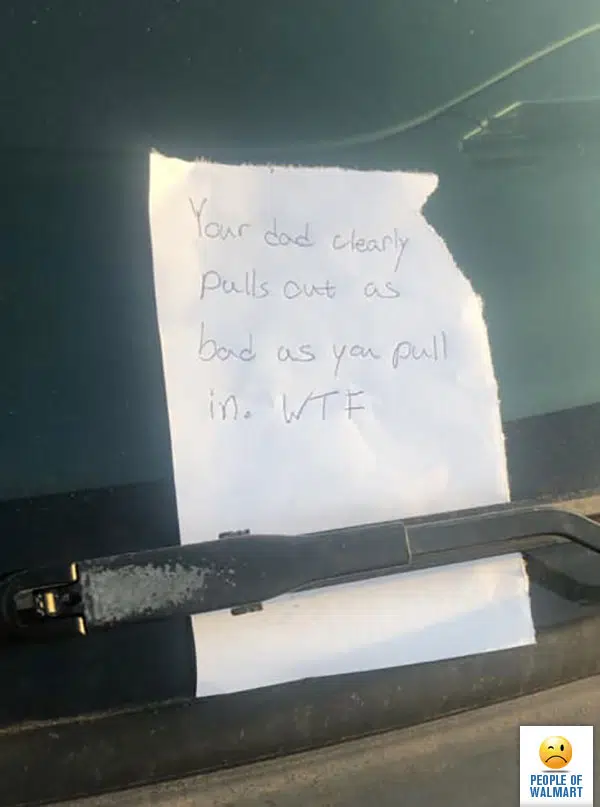 Your dad clearly
Pulls out as
bad as you pull
in. WTF
PEOPLE OF
WALMART